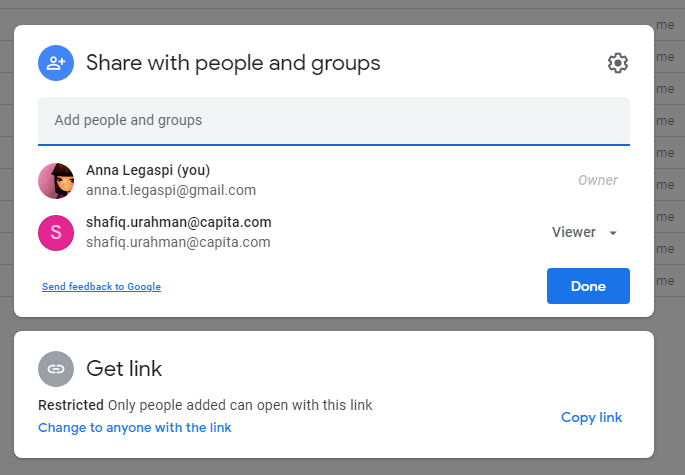 Share with people and groups
Add people and groups
Anna Legaspi (you)
anna.t.legaspi@gmail.com
Owner
S
shafiq.urahman@capita.com
shafiq.urahman@capita.com
Viewer
Send feedback to Google
Done
Get link
Restricted Only people added can open with this link
Change to anyone with the link
Copy link
me
me
me
me
me
me
me
me
me